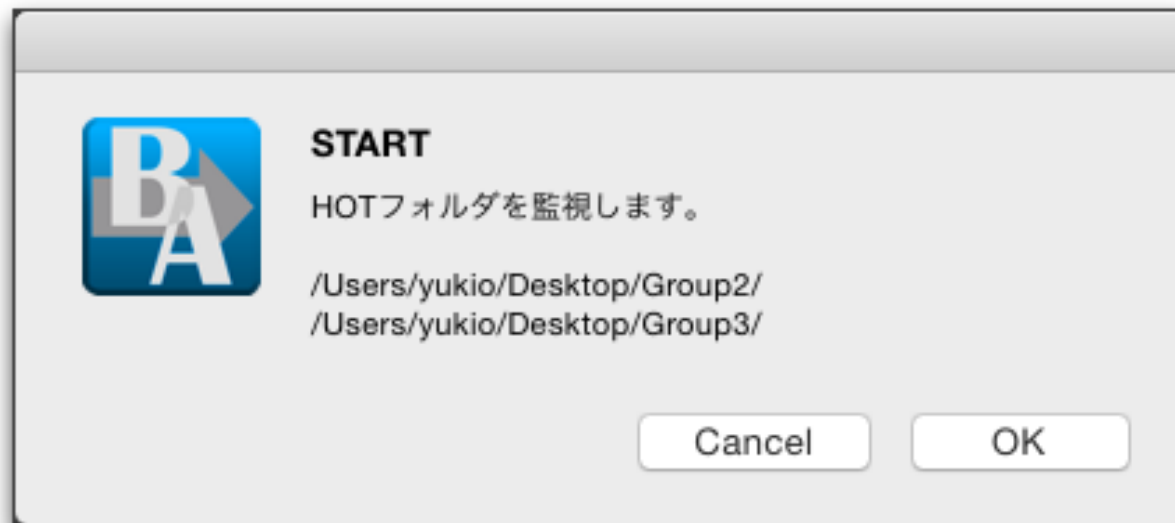 BA
START
HOTフォルダを監視します。
/Users/yukio/Desktop/Group2/
/Users/yukio/Desktop/Group3/
Cancel OK